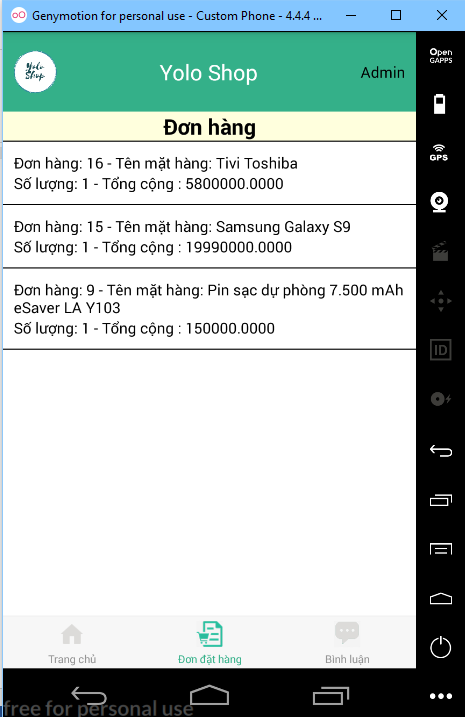 Genymotion for personal use - Custom Phone - 4.4.4 ...
Open
GAPPS
Yolo
Shop
Yolo Shop
Admin
Đơn hàng
GPS
Đơn hàng: 16 - Tên mặt hàng: Tivi Toshiba
Số lượng: 1 - Tổng cộng : 5800000.0000
Đơn hàng: 15 - Tên mặt hàng: Samsung Galaxy S9
Số lượng: 1 - Tổng cộng : 19990000.0000
Đơn hàng: 9 - Tên mặt hàng: Pin sạc dự phòng 7.500 mAh
eSaver LA Y103
Số lượng: 1 - Tổng cộng : 150000.0000
ID
Trang chủ
Đơn đặt hàng
Bình luận
free for personal use